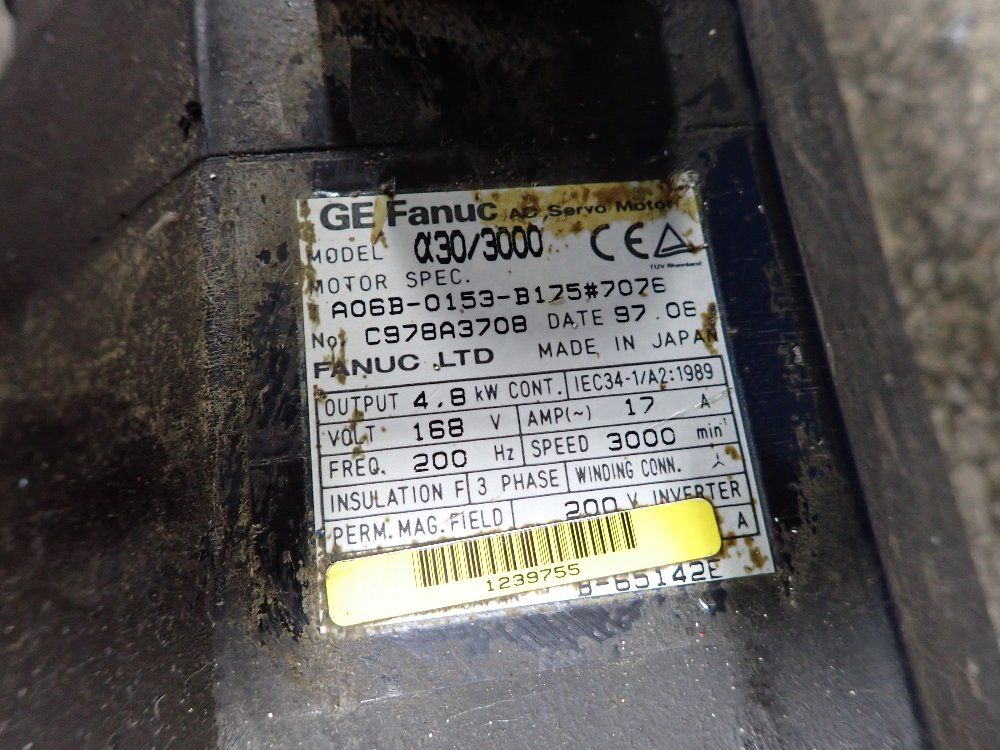 GE Fanuc AC Servo Motor
MODEL α30/3000 CE TÜV Rheinland
MOTOR SPEC.
A06B-0153-B175#7076
No. C978A3708 DATE 97.08
FANUC LTD MADE IN JAPAN
OUTPUT 4.8 kW CONT. IEC34-1/A2:1989
VOLT 168 V AMP(~) 17 A
FREQ. 200 Hz SPEED 3000 min-1
INSULATION F 3 PHASE WINDING CONN.
PERM. MAG. FIELD 200 V INVERTER
A
1239755
B-65142E